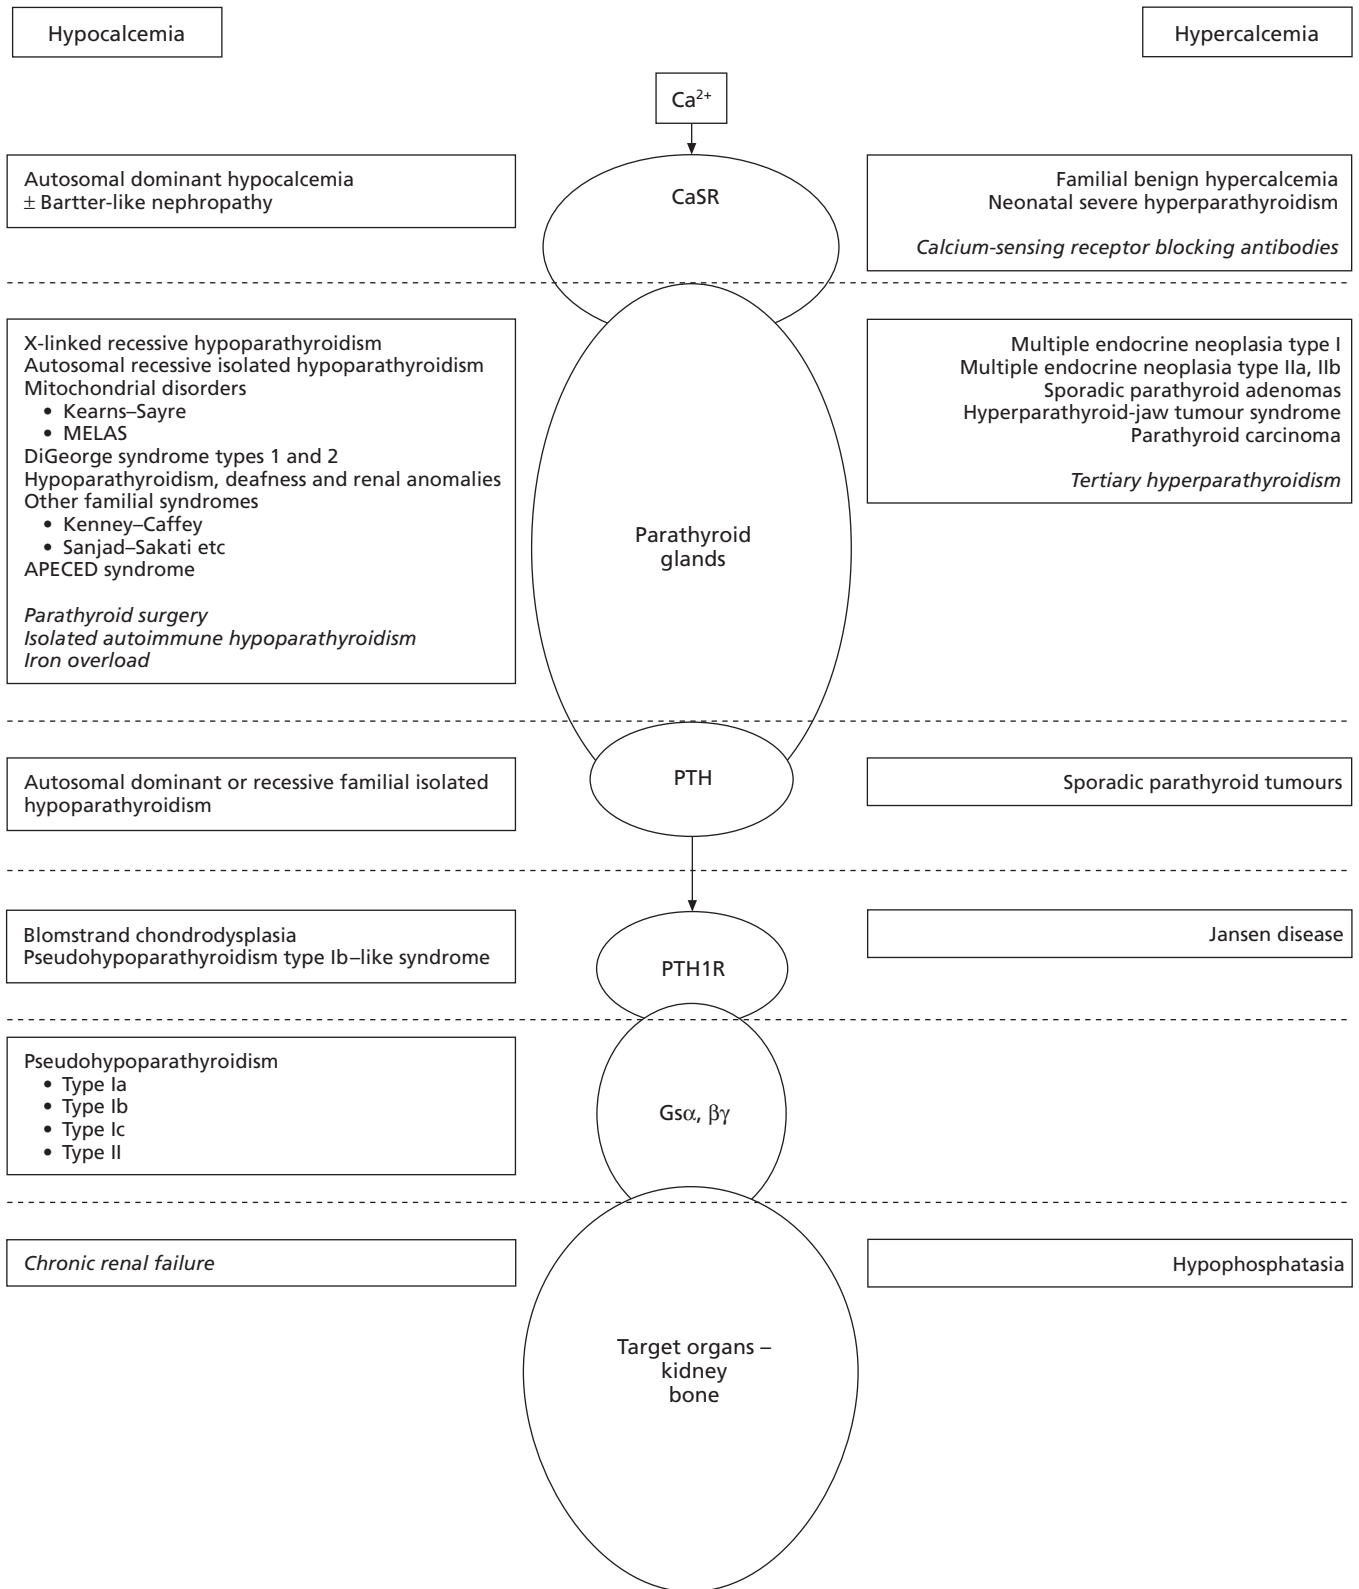 Hypocalcemia
Hypercalcemia
Ca²⁺
Autosomal dominant hypocalcemia
± Bartter-like nephropathy
CaSR
Familial benign hypercalcemia
Neonatal severe hyperparathyroidism
Calcium-sensing receptor blocking antibodies
X-linked recessive hypoparathyroidism
Autosomal recessive isolated hypoparathyroidism
Mitochondrial disorders
• Kearns–Sayre
• MELAS
DiGeorge syndrome types 1 and 2
Hypoparathyroidism, deafness and renal anomalies
Other familial syndromes
• Kenney–Caffey
• Sanjad–Sakati etc
APECED syndrome
Parathyroid surgery
Isolated autoimmune hypoparathyroidism
Iron overload
Parathyroid
glands
Multiple endocrine neoplasia type I
Multiple endocrine neoplasia type IIa, IIb
Sporadic parathyroid adenomas
Hyperparathyroid-jaw tumour syndrome
Parathyroid carcinoma
Tertiary hyperparathyroidism
Autosomal dominant or recessive familial isolated
hypoparathyroidism
PTH
Sporadic parathyroid tumours
Blomstrand chondrodysplasia
Pseudohypoparathyroidism type Ib–like syndrome
PTH1R
Jansen disease
Pseudohypoparathyroidism
• Type Ia
• Type Ib
• Type Ic
• Type II
Gsα, βγ
Chronic renal failure
Hypophosphatasia
Target organs –
kidney
bone